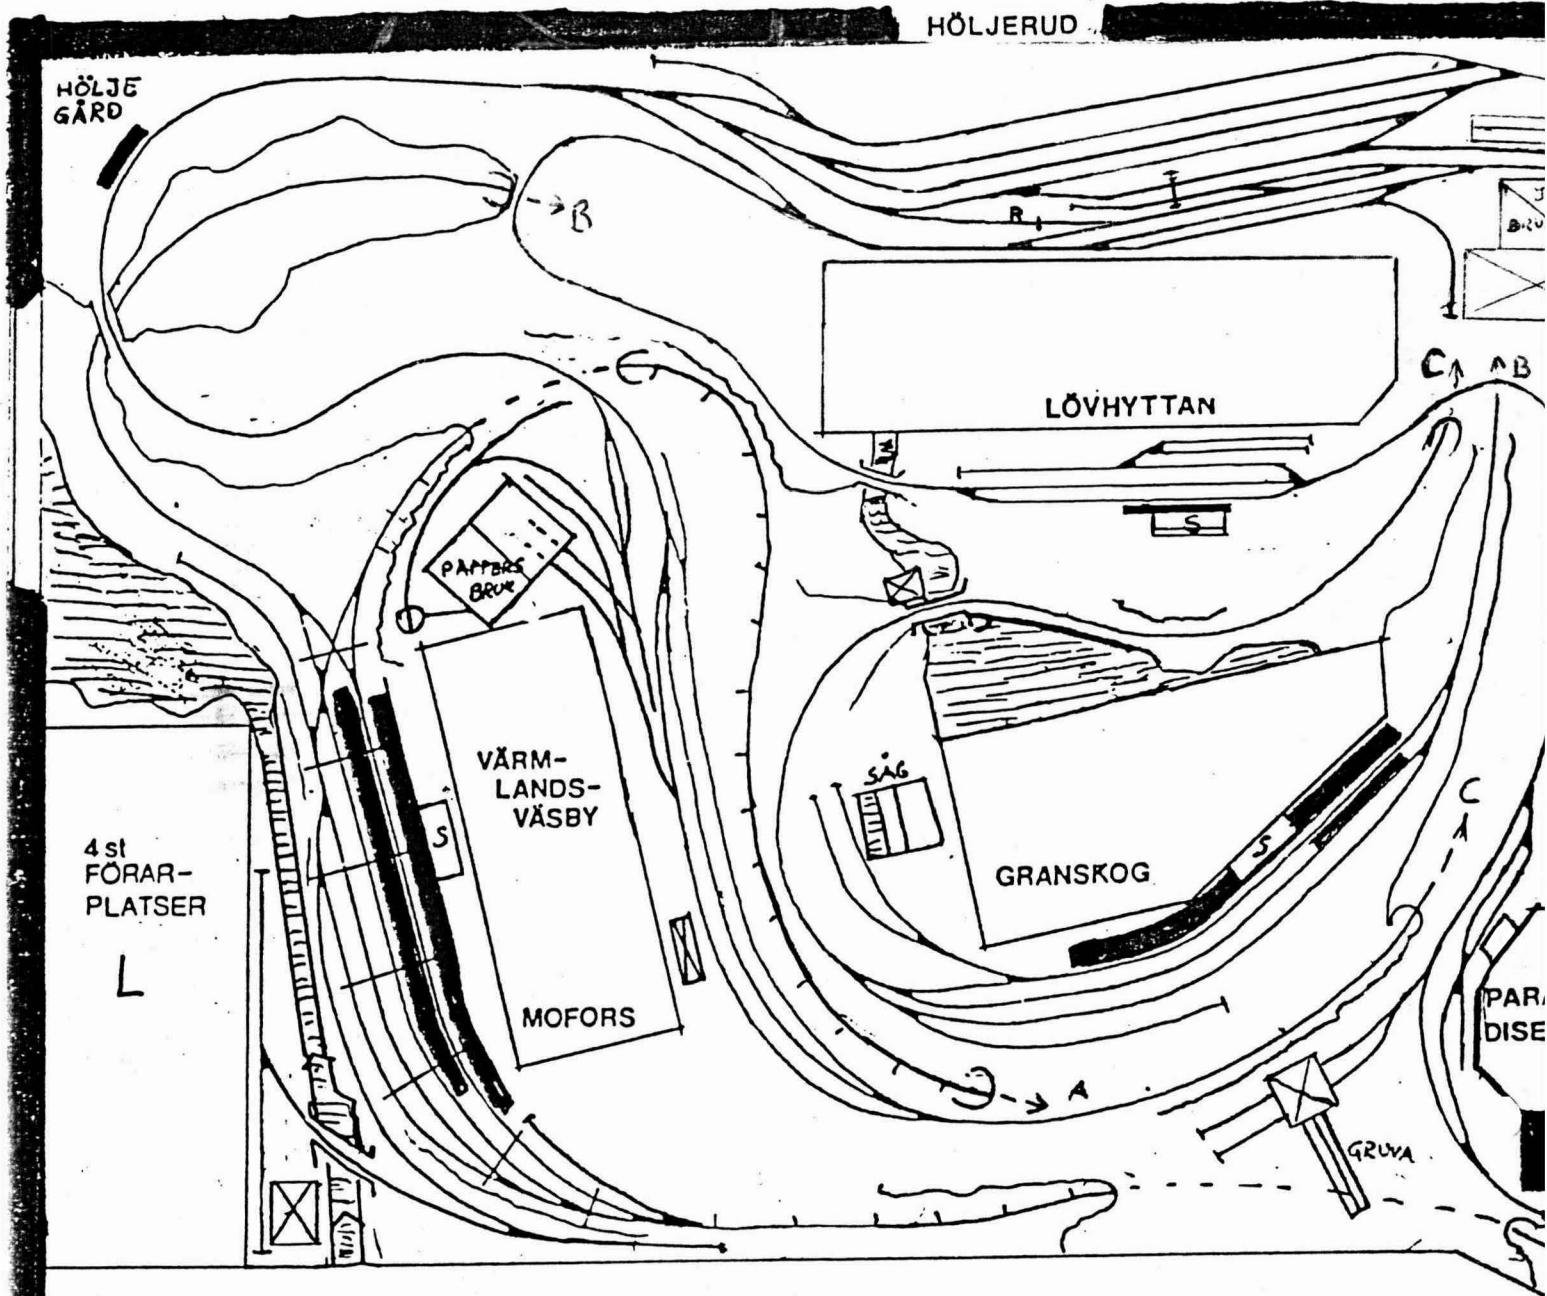 HÖLJERUD
HÖLJE
GÅRD
B
R
C
B
LÖVHYTTAN
S
PAPPERS
BRUK
VÄRM-
LANDS-
VÄSBY
S
SÅG
C
4 st
FÖRAR-
PLATSER
L
GRANSKOG
S
MOFORS
PARA
DISE
A
GRUVA